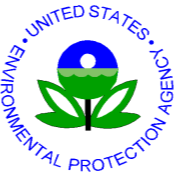 UNITED STATES
• ENVIRONMENTAL PROTECTION AGENCY •